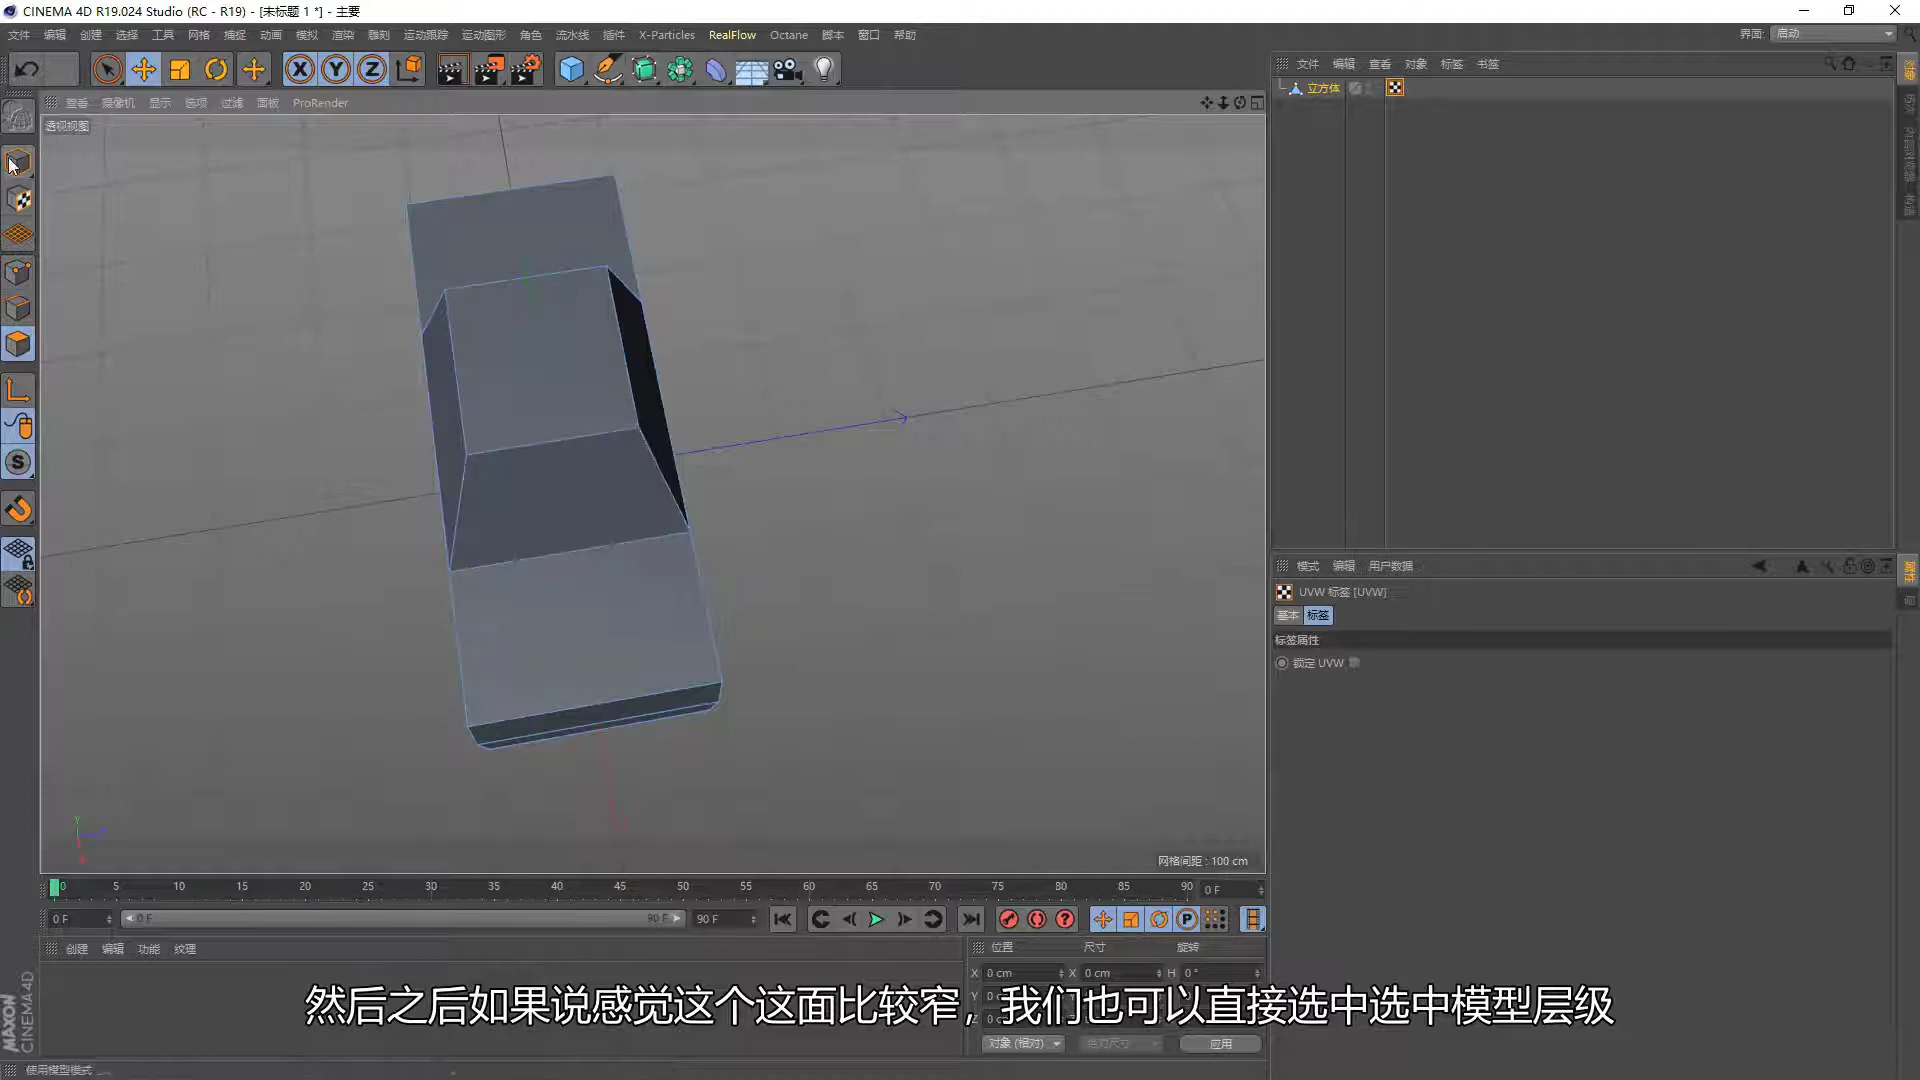 CINEMA 4D R19.024 Studio (RC - R19) - [未标题 1 *] - 主要
文件 编辑 创建 选择 工具 网格 捕捉 动画 模拟 渲染 雕刻 运动跟踪 运动图形 角色 流水线 插件 X-Particles RealFlow Octane 脚本 窗口 帮助
界面: 启动
文件 编辑 查看 对象 标签 书签
立方体
查看 摄像机 显示 选项 过滤 面板 ProRender
透视视图
模式 编辑 用户数据
UVW 标签 [UVW]
基本 标签
标签属性
锁定 UVW
Y
网格间距 : 100 cm
0 5 10 15 20 25 30 35 40 45 50 55 60 65 70 75 80 85 90 0 F
0 F 0 F 90 F 90 F
创建 编辑 功能 纹理
位置 尺寸 旋转
X 0 cm X 0 cm H 0 °
然后之后如果说感觉这个这面比较窄 我们也可以直接选中选中模型层级
对象 (相对) 绝对尺寸 应用
MAXON CINEMA 4D
使用模型模式